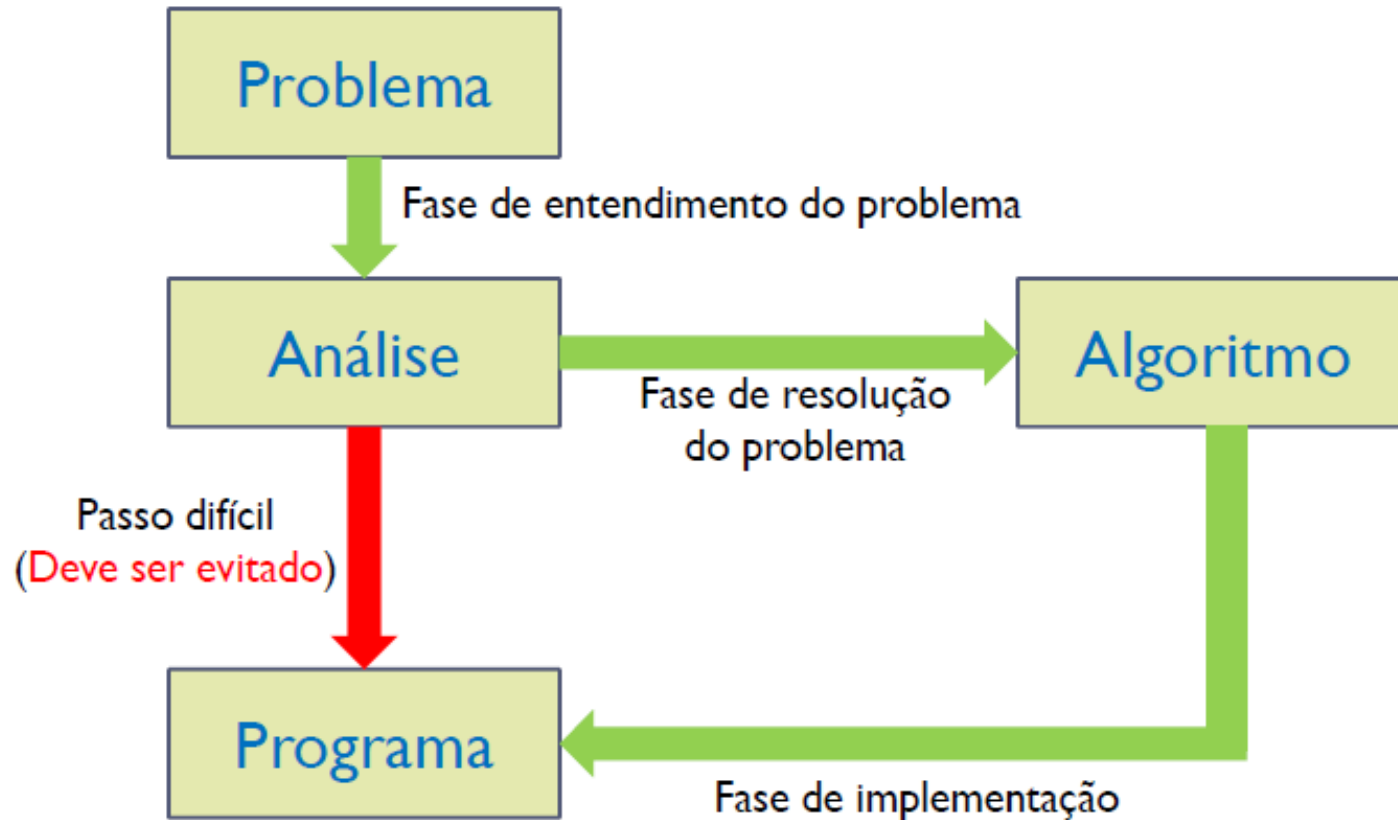 Problema
Fase de entendimento do problema
Análise
Algoritmo
Fase de resolução
do problema
Passo difícil
(Deve ser evitado)
Programa
Fase de implementação